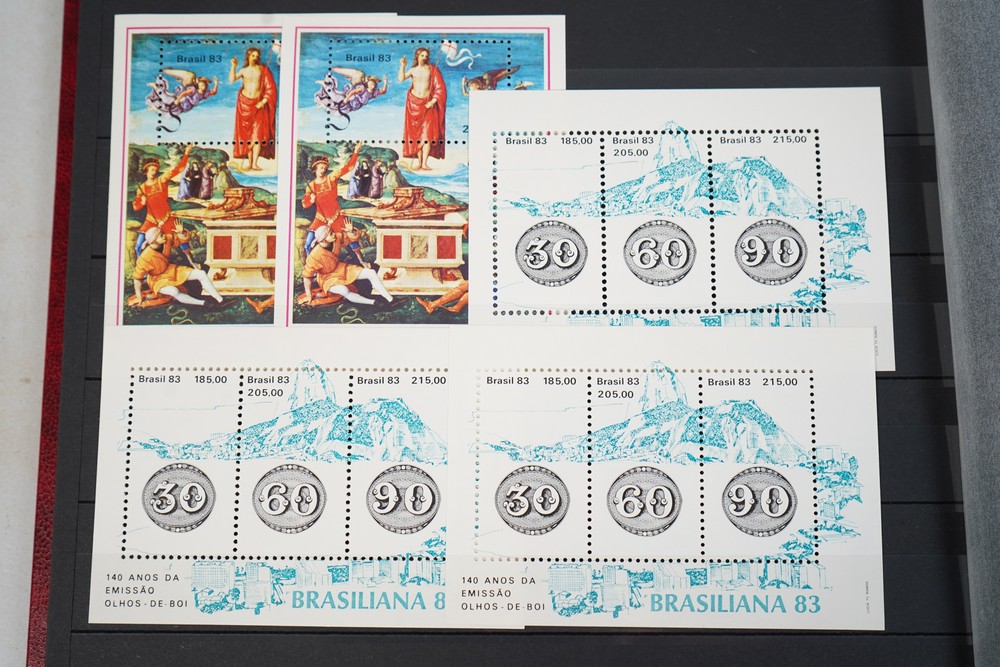 Brasil 83
Brasil 83
Brasil 83 185,00
Brasil 83
205,00
Brasil 83 215,00
30
60
90
Brasil 83 185,00
Brasil 83
205,00
Brasil 83 215,00
30
60
90
140 ANOS DA
EMISSÃO
OLHOS-DE-BOI
BRASILIANA 8
Brasil 83 185,00
Brasil 83
205,00
Brasil 83 215,00
30
60
90
140 ANOS DA
EMISSÃO
OLHOS-DE-BOI
BRASILIANA 83